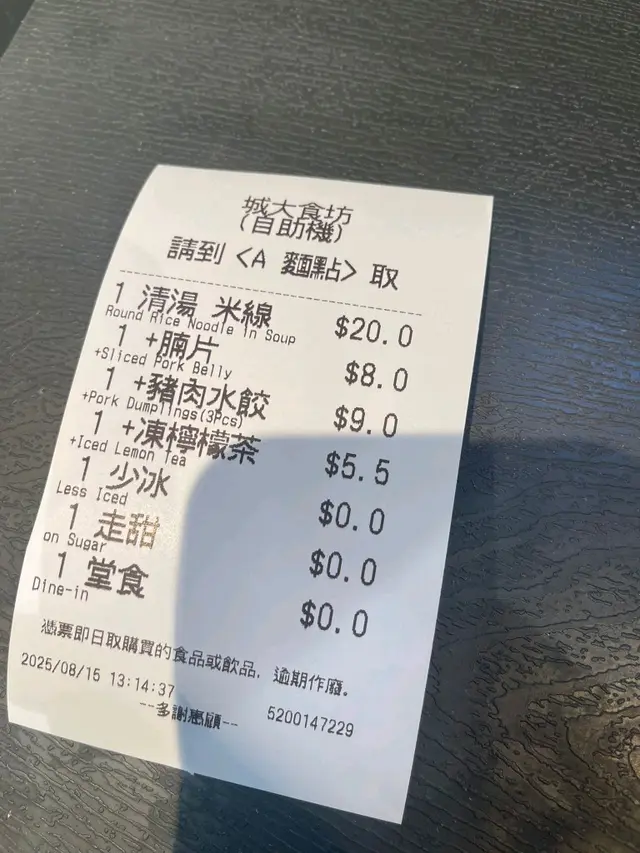 城大食坊
(自助機)
請到 <A 麵點> 取
1 清湯 米線 $20.0
Round Rice Noodle in Soup
1 +腩片 $8.0
+Sliced Pork Belly
1 +豬肉水餃 $9.0
+Pork Dumplings(3Pcs)
1 +凍檸檬茶 $5.5
+Iced Lemon Tea
1 少冰 $0.0
Less Iced
1 走甜 $0.0
on Sugar
1 堂食 $0.0
Dine-in
憑票即日取購買的食品或飲品, 逾期作廢.
2025/08/15 13:14:37
--多謝惠顧-- 5200147229